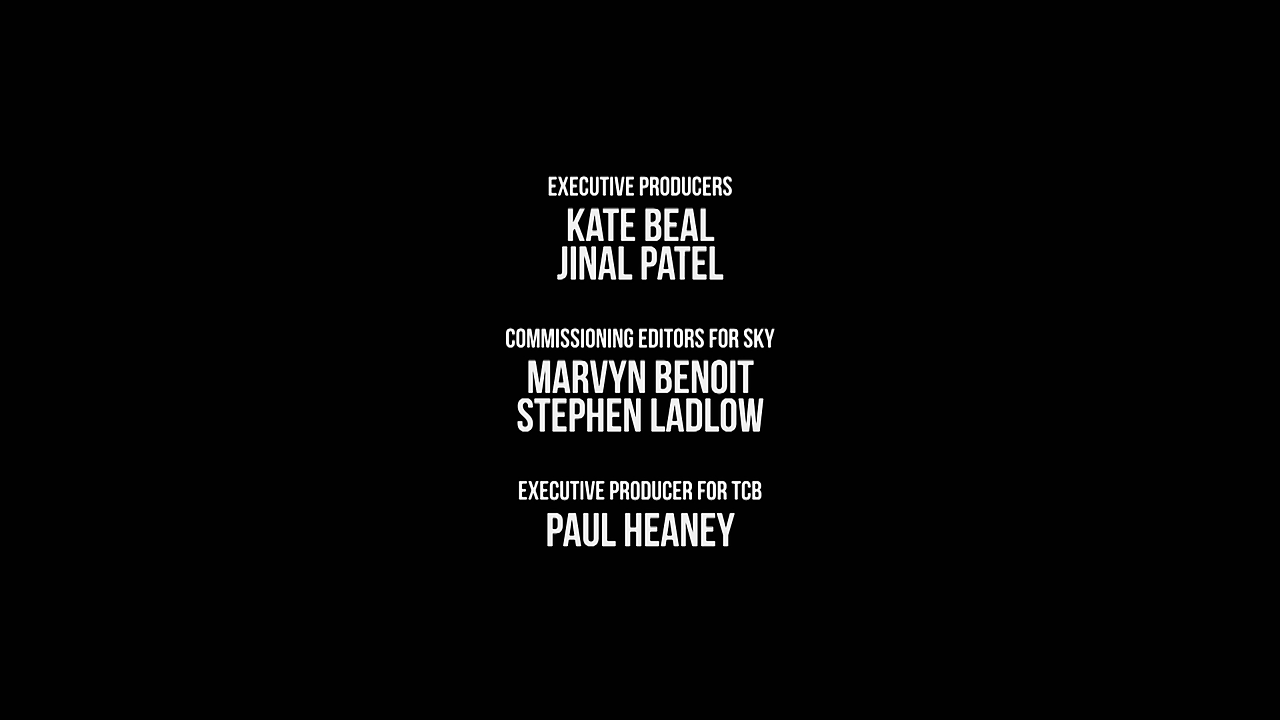 EXECUTIVE PRODUCERS
KATE BEAL
JINAL PATEL
COMMISSIONING EDITORS FOR SKY
MARVYN BENOIT
STEPHEN LADLOW
EXECUTIVE PRODUCER FOR TCB
PAUL HEANEY